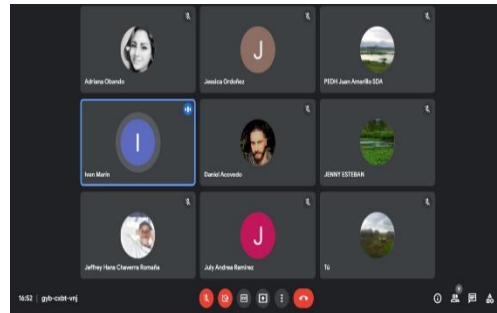 J
Adriana Obando
Jessica Ordoñez
PEDH Juan Amarillo SDA
I
Ivan Marin
Daniel Acevedo
JENNY ESTEBAN
J
Jeffrey Hans Chaverra Romaña
July Andrea Ramirez
Tú
16:52 | gyb-cxbt-vnj